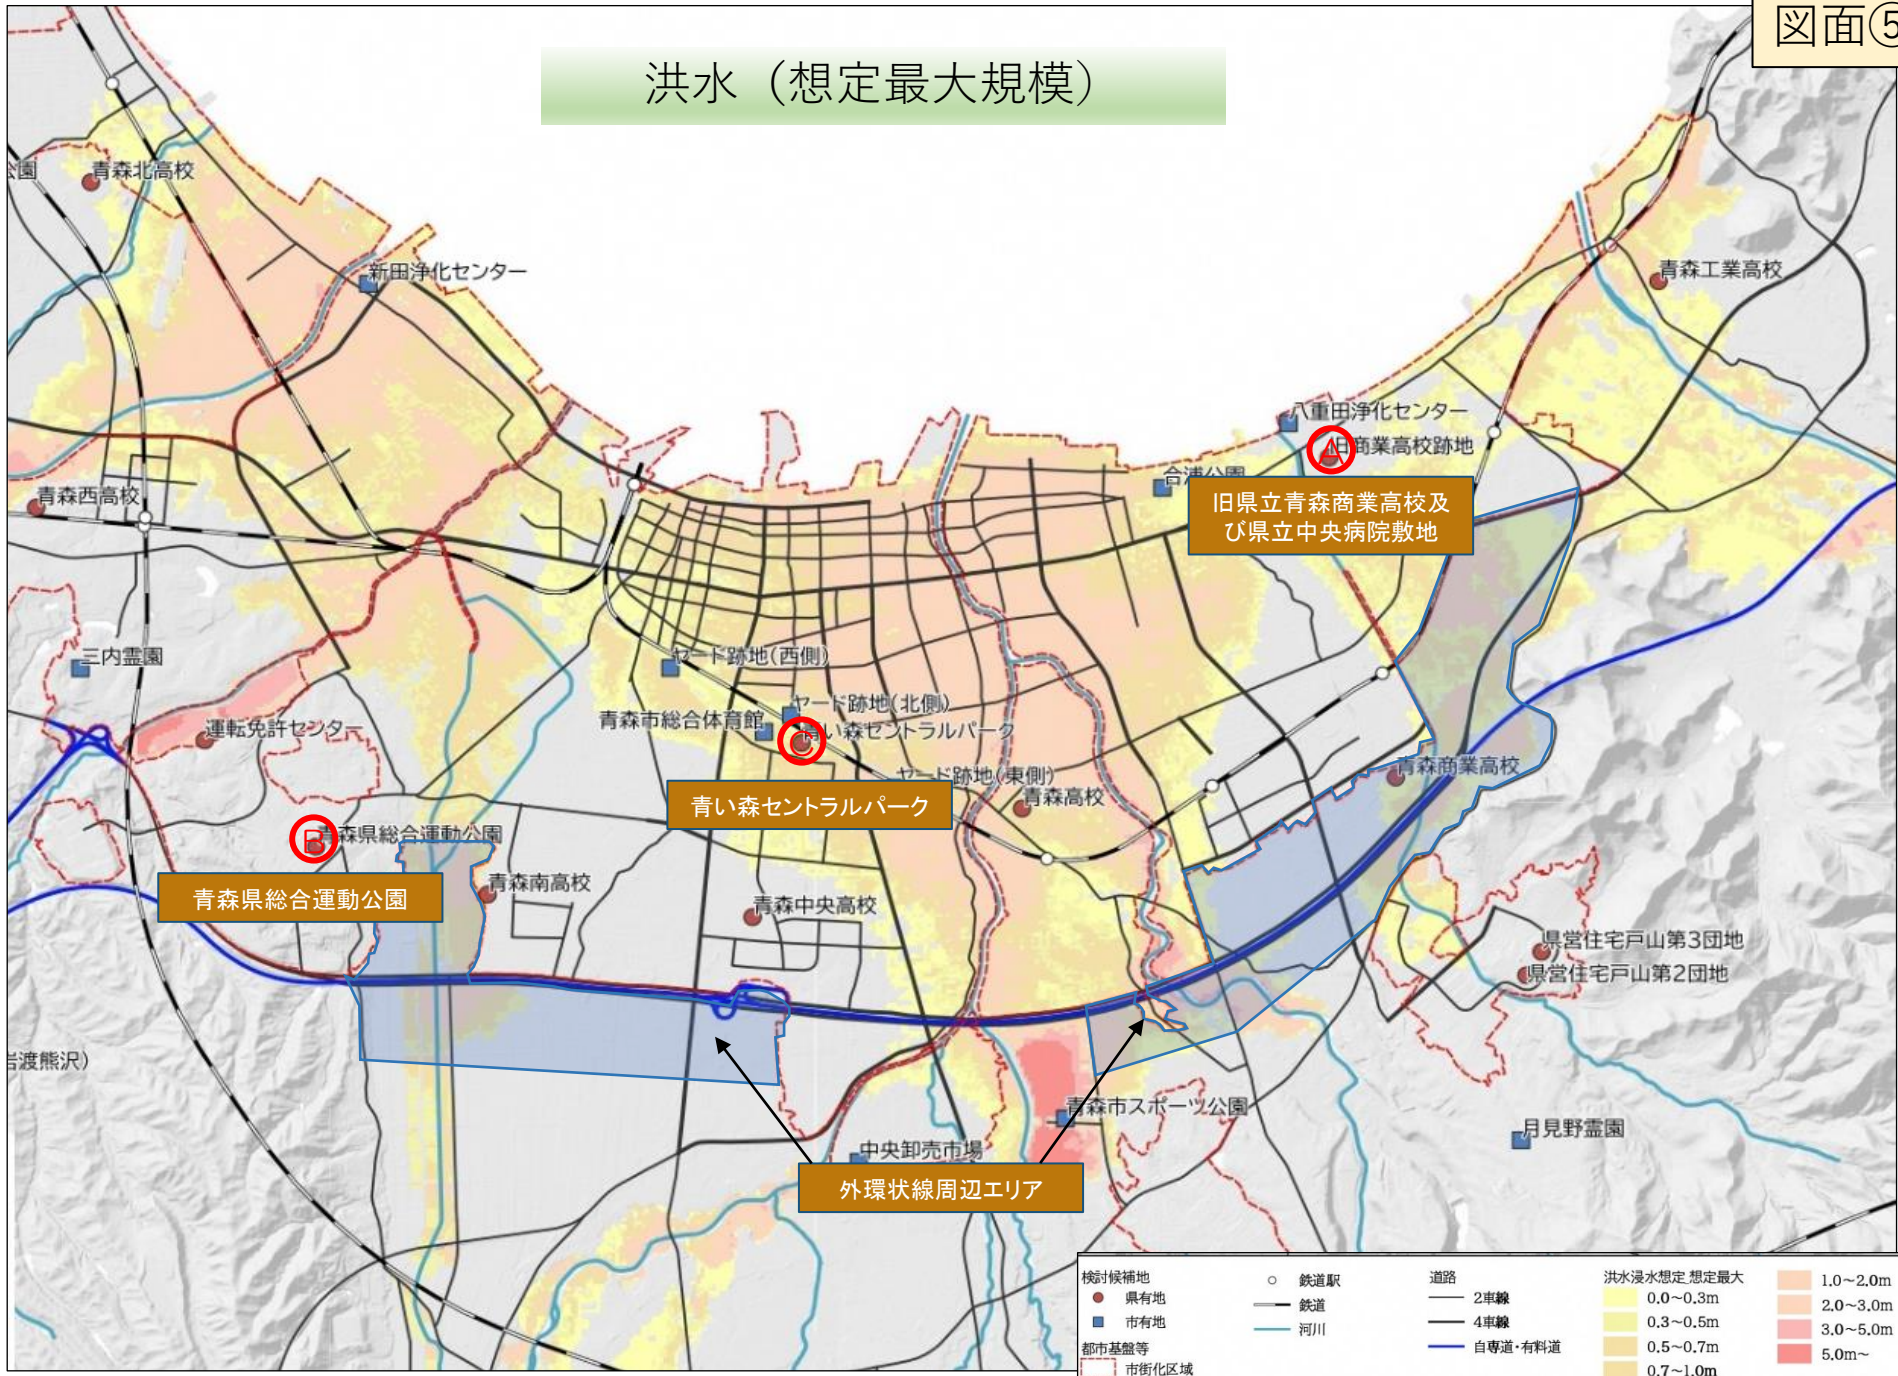 図面⑤
洪水（想定最大規模）
公園
青森北高校
新田浄化センター
青森工業高校
八重田浄化センター
旧商業高校跡地
A
合浦公園
旧県立青森商業高校及
び県立中央病院敷地
青森西高校
三内霊園
ヤード跡地(西側)
ヤード跡地(北側)
青森市総合体育館
青い森セントラルパーク
C
運転免許センター
ヤード跡地(東側)
青森高校
青森商業高校
青い森セントラルパーク
青森県総合運動公園
B
青森県総合運動公園
青森南高校
青森中央高校
県営住宅戸山第3団地
県営住宅戸山第2団地
岩渡熊沢）
青森市スポーツ公園
月見野霊園
中央卸売市場
外環状線周辺エリア
検討候補地
県有地
市有地
都市基盤等
市街化区域
鉄道駅
鉄道
河川
道路
2車線
4車線
自専道・有料道
洪水浸水想定_想定最大
0.0～0.3m
0.3～0.5m
0.5～0.7m
0.7～1.0m
1.0～2.0m
2.0～3.0m
3.0～5.0m
5.0m～